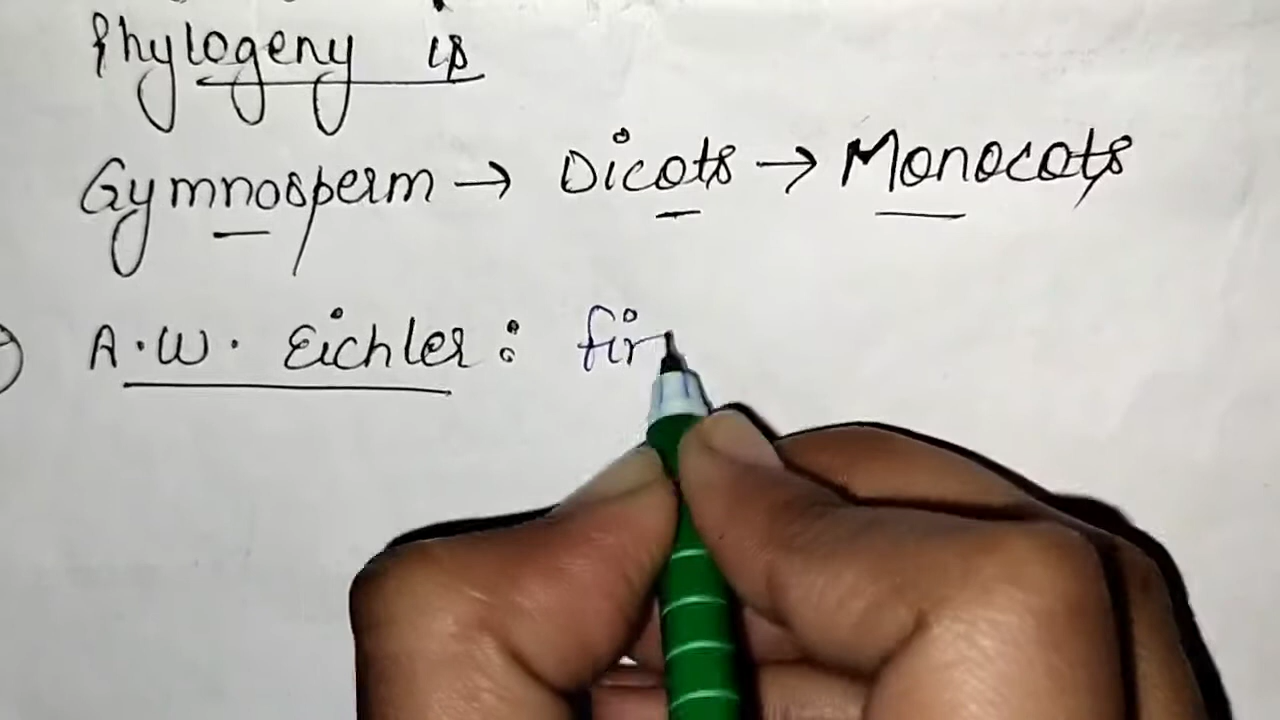 Phylogeny is
Gymnosperm → Dicots → Monocots
A.W. Eichler : fir